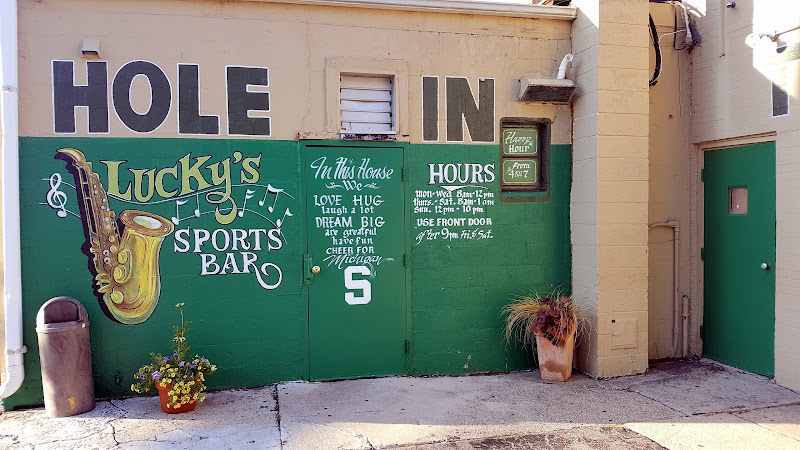 HOLE IN
Lucky's
SPORTS
BAR
In This House
We
LOVE HUG
laugh a lot
DREAM BIG
are greatful
have fun
CHEER FOR
Michigan
S
HOURS
mon-wed 8am-12pm
thurs.-Sat. 8am-1am
Sun. 12pm-10pm
USE FRONT DOOR
after 9pm Fri & Sat.
Happy
Hour
From
4 till 7